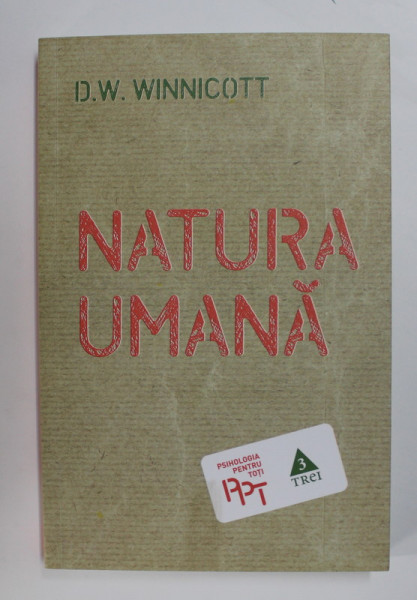 D.W. WINNICOTT
NATURA
UMANĂ
PSIHOLOGIA
PENTRU
TOȚI
PPT
3
TREI